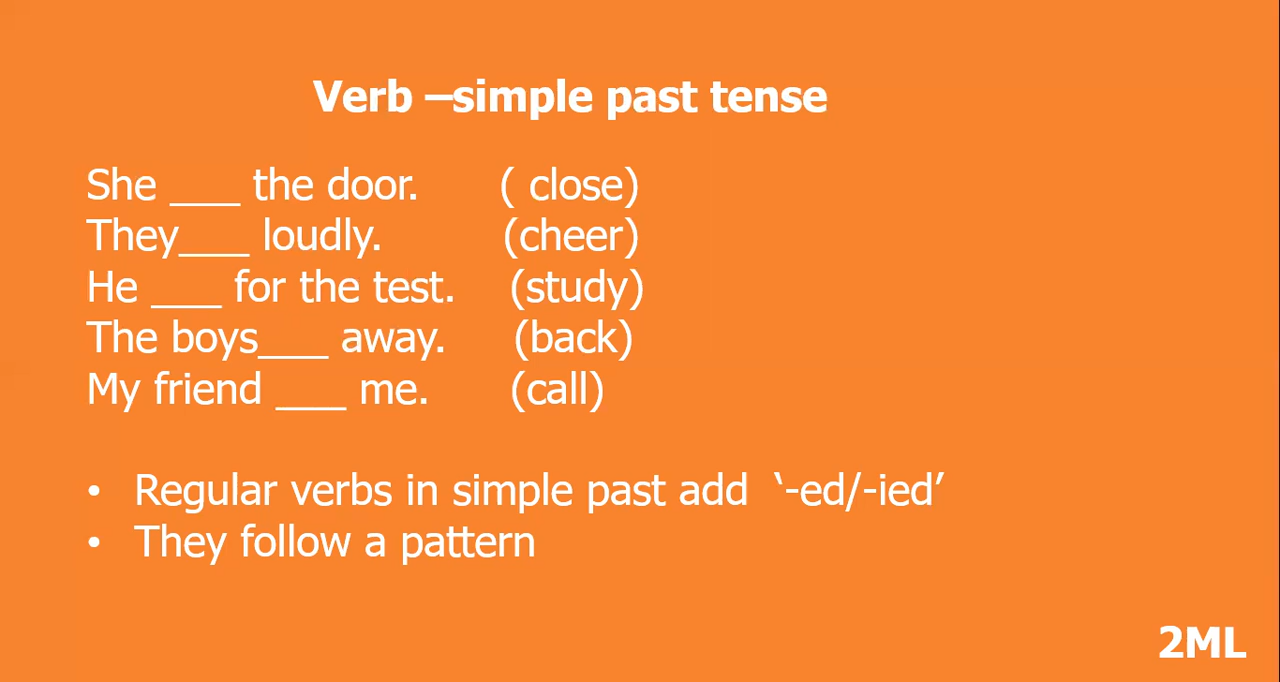 Verb –simple past tense
She ___ the door. ( close)
They___ loudly. (cheer)
He ___ for the test. (study)
The boys___ away. (back)
My friend ___ me. (call)
• Regular verbs in simple past add ‘-ed/-ied’
• They follow a pattern
2ML